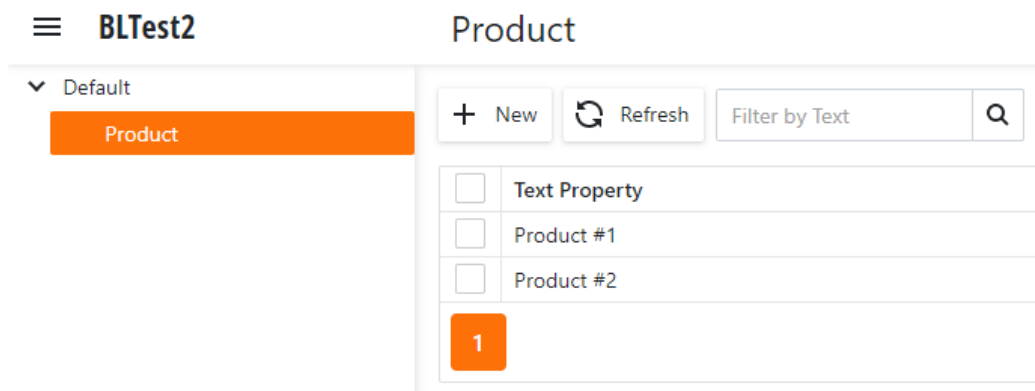 BLTest2
Product
Default
Product
New
Refresh
Filter by Text
Text Property
Product #1
Product #2
1